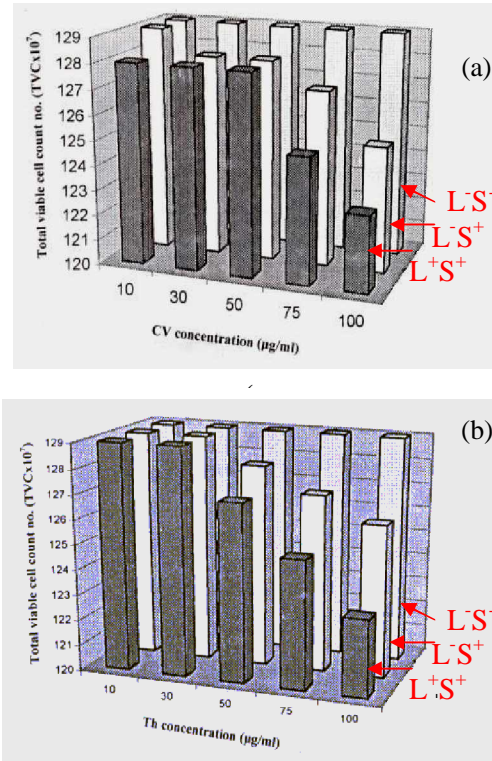 (a)
Total viable cell count no. (TVCx10⁷)
129
128
127
126
125
124
123
122
121
120
10
30
50
75
100
CV concentration (µg/ml)
L⁻S⁻
L⁻S⁺
L⁺S⁺
(b)
Total viable cell count no. (TVCx10⁷)
129
128
127
126
125
124
123
122
121
120
10
30
50
75
100
Th concentration (µg/ml)
L⁻S⁻
L⁻S⁺
L⁺S⁺